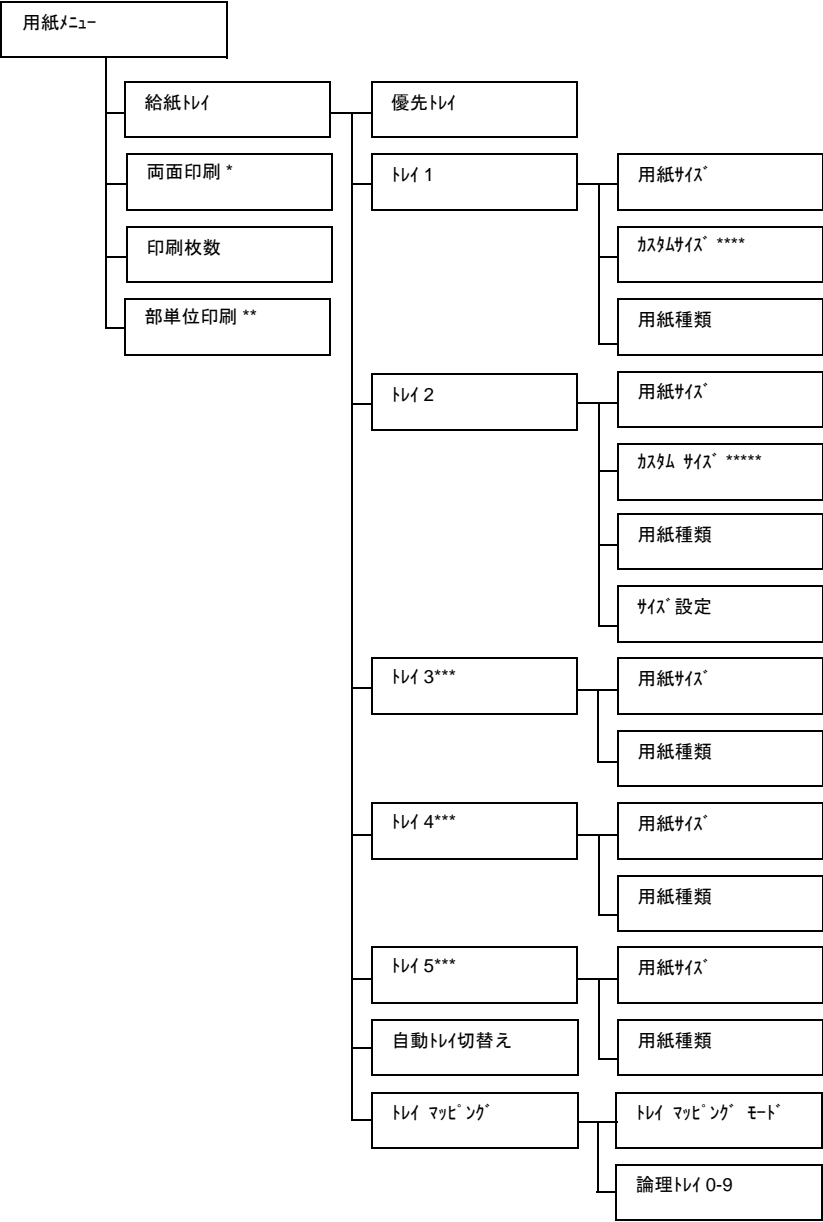 用紙ﾒﾆｭｰ
給紙ﾄﾚｲ
優先ﾄﾚｲ
両面印刷 *
ﾄﾚｲ 1
用紙ｻｲｽﾞ
印刷枚数
ｶｽﾀﾑｻｲｽﾞ ****
部単位印刷 **
用紙種類
ﾄﾚｲ 2
用紙ｻｲｽﾞ
ｶｽﾀﾑ ｻｲｽﾞ *****
用紙種類
ｻｲｽﾞ設定
ﾄﾚｲ 3***
用紙ｻｲｽﾞ
用紙種類
ﾄﾚｲ 4***
用紙ｻｲｽﾞ
用紙種類
ﾄﾚｲ 5***
用紙ｻｲｽﾞ
自動ﾄﾚｲ切替え
用紙種類
ﾄﾚｲ ﾏｯﾋﾟﾝｸﾞ
ﾄﾚｲ ﾏｯﾋﾟﾝｸﾞ ﾓｰﾄﾞ
論理ﾄﾚｲ 0-9